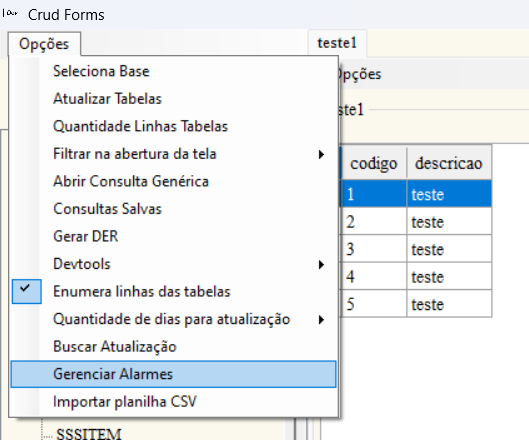 Crud Forms
Opções
teste1
Seleciona Base
Atualizar Tabelas
Quantidade Linhas Tabelas
Filtrar na abertura da tela
Abrir Consulta Genérica
Consultas Salvas
Gerar DER
Devtools
Enumera linhas das tabelas
Quantidade de dias para atualização
Buscar Atualização
Gerenciar Alarmes
Importar planilha CSV
SSSITEM
Opções
ste1
codigo descricao
1 teste
2 teste
3 teste
4 teste
5 teste